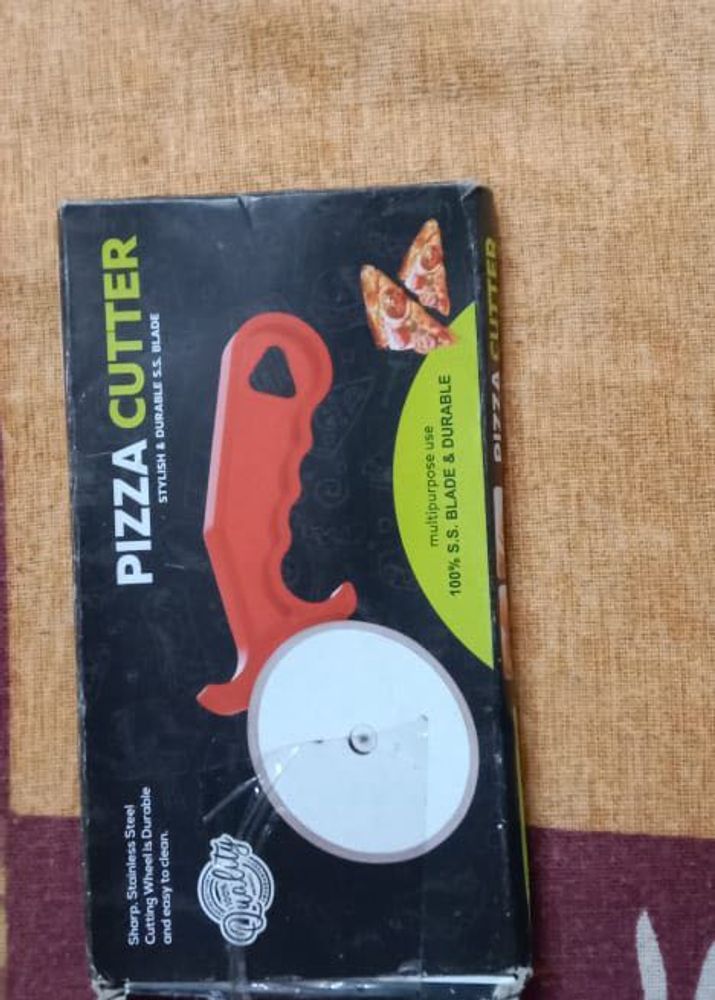 PIZZA CUTTER
STYLISH & DURABLE S.S. BLADE
Sharp, Stainless Steel
Cutting Wheel is Durable
and easy to clean.
100%
Quality
multipurpose use
100% S.S. BLADE & DURABLE
PIZZA CUTTER